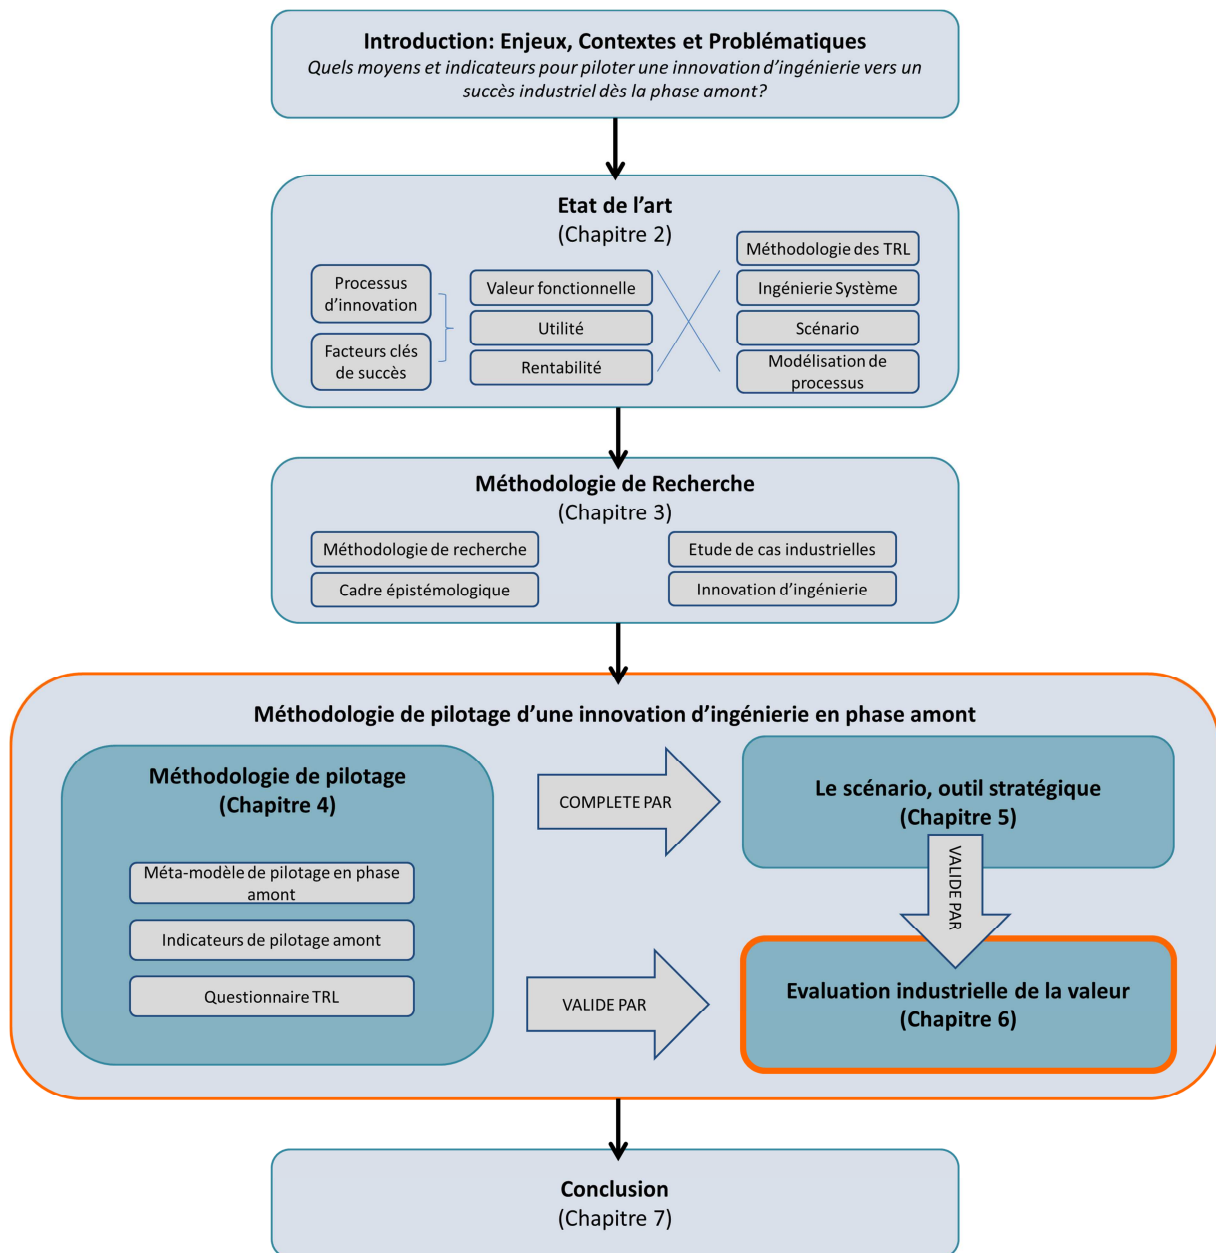 Introduction: Enjeux, Contextes et Problématiques
Quels moyens et indicateurs pour piloter une innovation d'ingénierie vers un
succès industriel dès la phase amont?
Etat de l'art
(Chapitre 2)
Processus
d'innovation
Facteurs clés
de succès
Valeur fonctionnelle
Utilité
Rentabilité
Méthodologie des TRL
Ingénierie Système
Scénario
Modélisation de
processus
Méthodologie de Recherche
(Chapitre 3)
Méthodologie de recherche
Cadre épistémologique
Etude de cas industrielles
Innovation d'ingénierie
Méthodologie de pilotage d'une innovation d'ingénierie en phase amont
Méthodologie de pilotage
(Chapitre 4)
Méta-modèle de pilotage en phase
amont
Indicateurs de pilotage amont
Questionnaire TRL
COMPLETE PAR
Le scénario, outil stratégique
(Chapitre 5)
VALIDE PAR
VALIDE PAR
Evaluation industrielle de la valeur
(Chapitre 6)
Conclusion
(Chapitre 7)